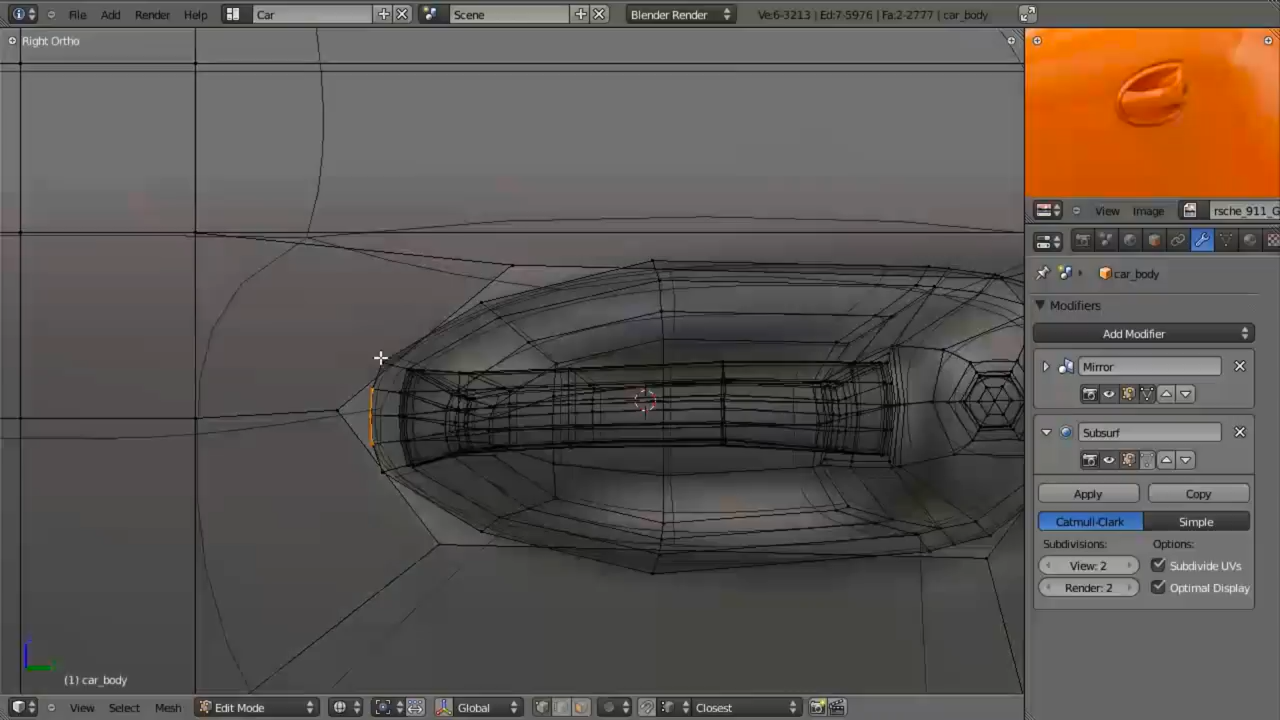 File Add Render Help Car Scene Blender Render Ve:6-3213 | Ed:7-5976 | Fa:2-2777 | car_body
Right Ortho
View Image rsche_911_G
car_body
Modifiers
Add Modifier
Mirror
Subsurf
Apply Copy
Catmull-Clark Simple
Subdivisions: Options:
View: 2 Subdivide UVs
Render: 2 Optimal Display
(1) car_body
View Select Mesh Edit Mode Global Closest